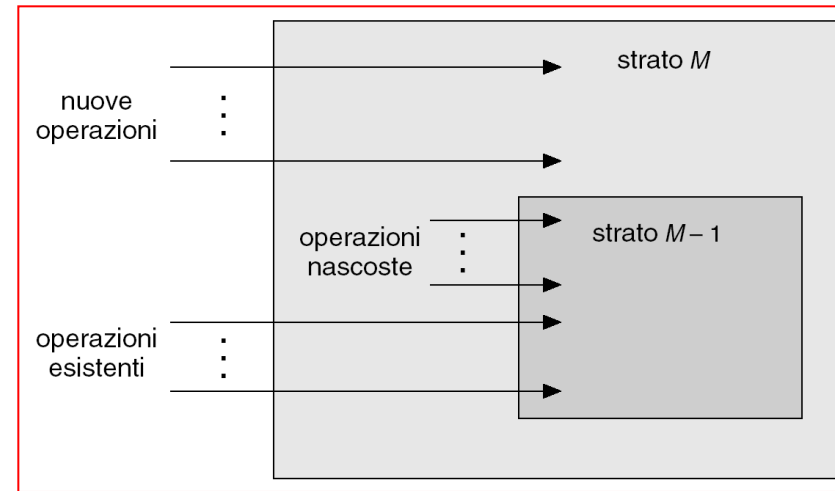 strato M
nuove
operazioni
operazioni
nascoste
strato M – 1
operazioni
esistenti